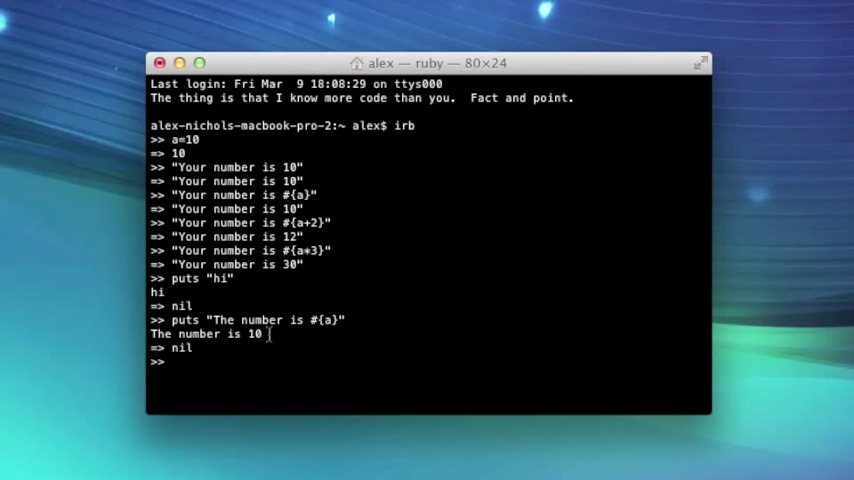 alex — ruby — 80×24
Last login: Fri Mar  9 18:08:29 on ttys000
The thing is that I know more code than you.  Fact and point.
alex-nichols-macbook-pro-2:~ alex$ irb
>> a=10
=> 10
>> "Your number is 10"
=> "Your number is 10"
>> "Your number is #{a}"
=> "Your number is 10"
>> "Your number is #{a+2}"
=> "Your number is 12"
>> "Your number is #{a*3}"
=> "Your number is 30"
>> puts "hi"
hi
=> nil
>> puts "The number is #{a}"
The number is 10
=> nil
>>